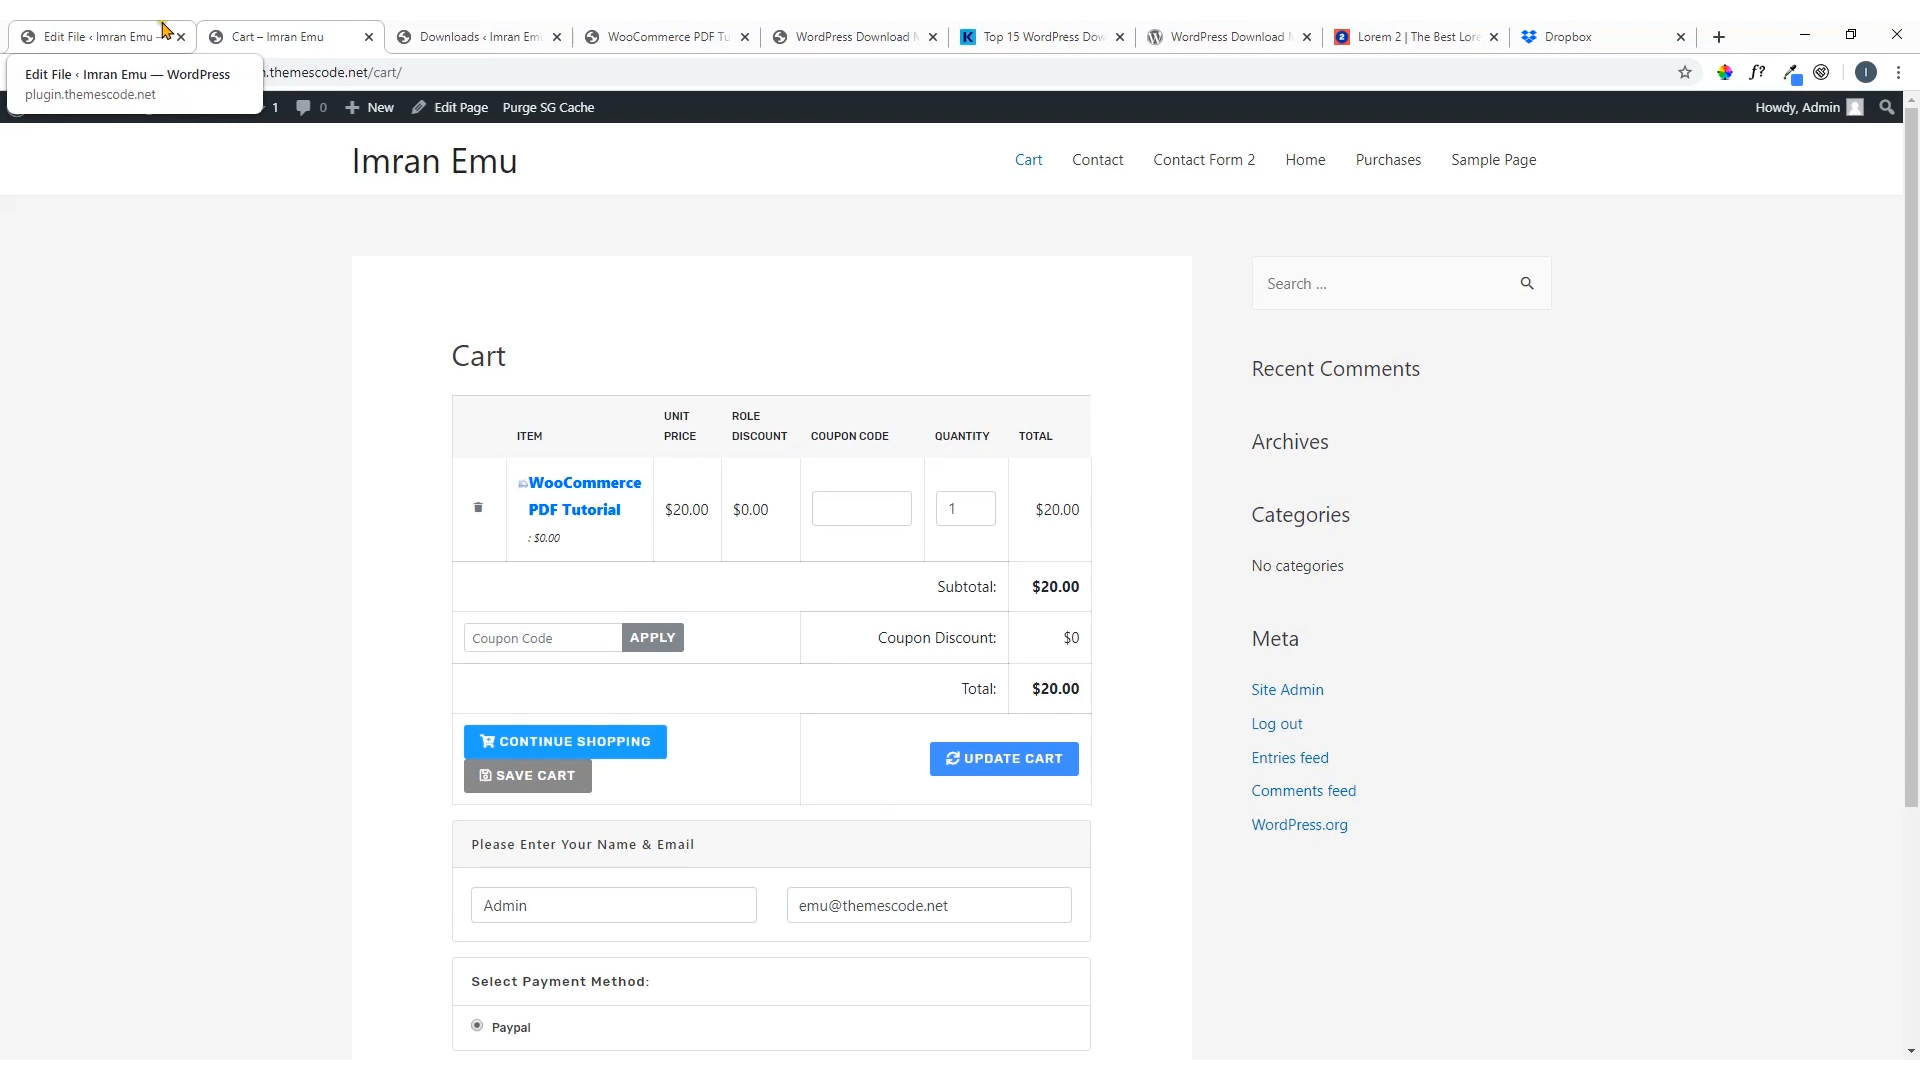 Edit File ‹ Imran Emu
Cart – Imran Emu
Downloads ‹ Imran Em
WooCommerce PDF Tu
WordPress Download
Top 15 WordPress Dow
WordPress Download
Lorem 2 | The Best Lore
Dropbox
Edit File ‹ Imran Emu — WordPress
plugin.themescode.net
.themescode.net/cart/
1
0
New
Edit Page
Purge SG Cache
Howdy, Admin
Imran Emu
Cart
Contact
Contact Form 2
Home
Purchases
Sample Page
Search ...
Cart
ITEM
UNIT PRICE
ROLE DISCOUNT
COUPON CODE
QUANTITY
TOTAL
WooCommerce
PDF Tutorial
: $0.00
$20.00
$0.00
1
$20.00
Subtotal:
$20.00
Coupon Code
APPLY
Coupon Discount:
$0
Total:
$20.00
CONTINUE SHOPPING
SAVE CART
UPDATE CART
Please Enter Your Name & Email
Admin
emu@themescode.net
Select Payment Method:
Paypal
Recent Comments
Archives
Categories
No categories
Meta
Site Admin
Log out
Entries feed
Comments feed
WordPress.org